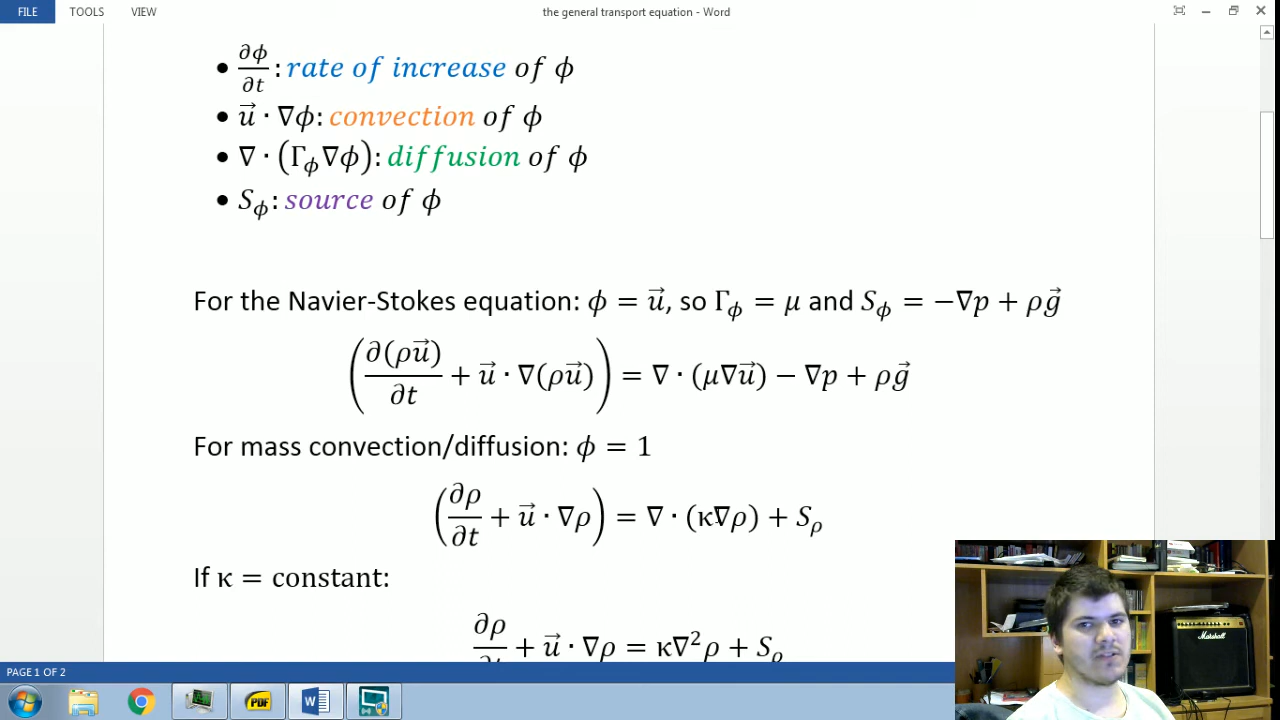 FILE TOOLS VIEW the general transport equation - Word
• ∂ϕ/∂t : rate of increase of ϕ
• u⃗ · ∇ϕ: convection of ϕ
• ∇ · (Γ_ϕ∇ϕ): diffusion of ϕ
• S_ϕ: source of ϕ
For the Navier-Stokes equation: ϕ = u⃗, so Γ_ϕ = μ and S_ϕ = −∇p + ρg⃗
(∂(ρu⃗)/∂t + u⃗ · ∇(ρu⃗)) = ∇ · (μ∇u⃗) − ∇p + ρg⃗
For mass convection/diffusion: ϕ = 1
(∂ρ/∂t + u⃗ · ∇ρ) = ∇ · (κ∇ρ) + S_ρ
If κ = constant:
∂ρ/∂t + u⃗ · ∇ρ = κ∇²ρ + S_ρ
Marshall
PAGE 1 OF 2
PDF